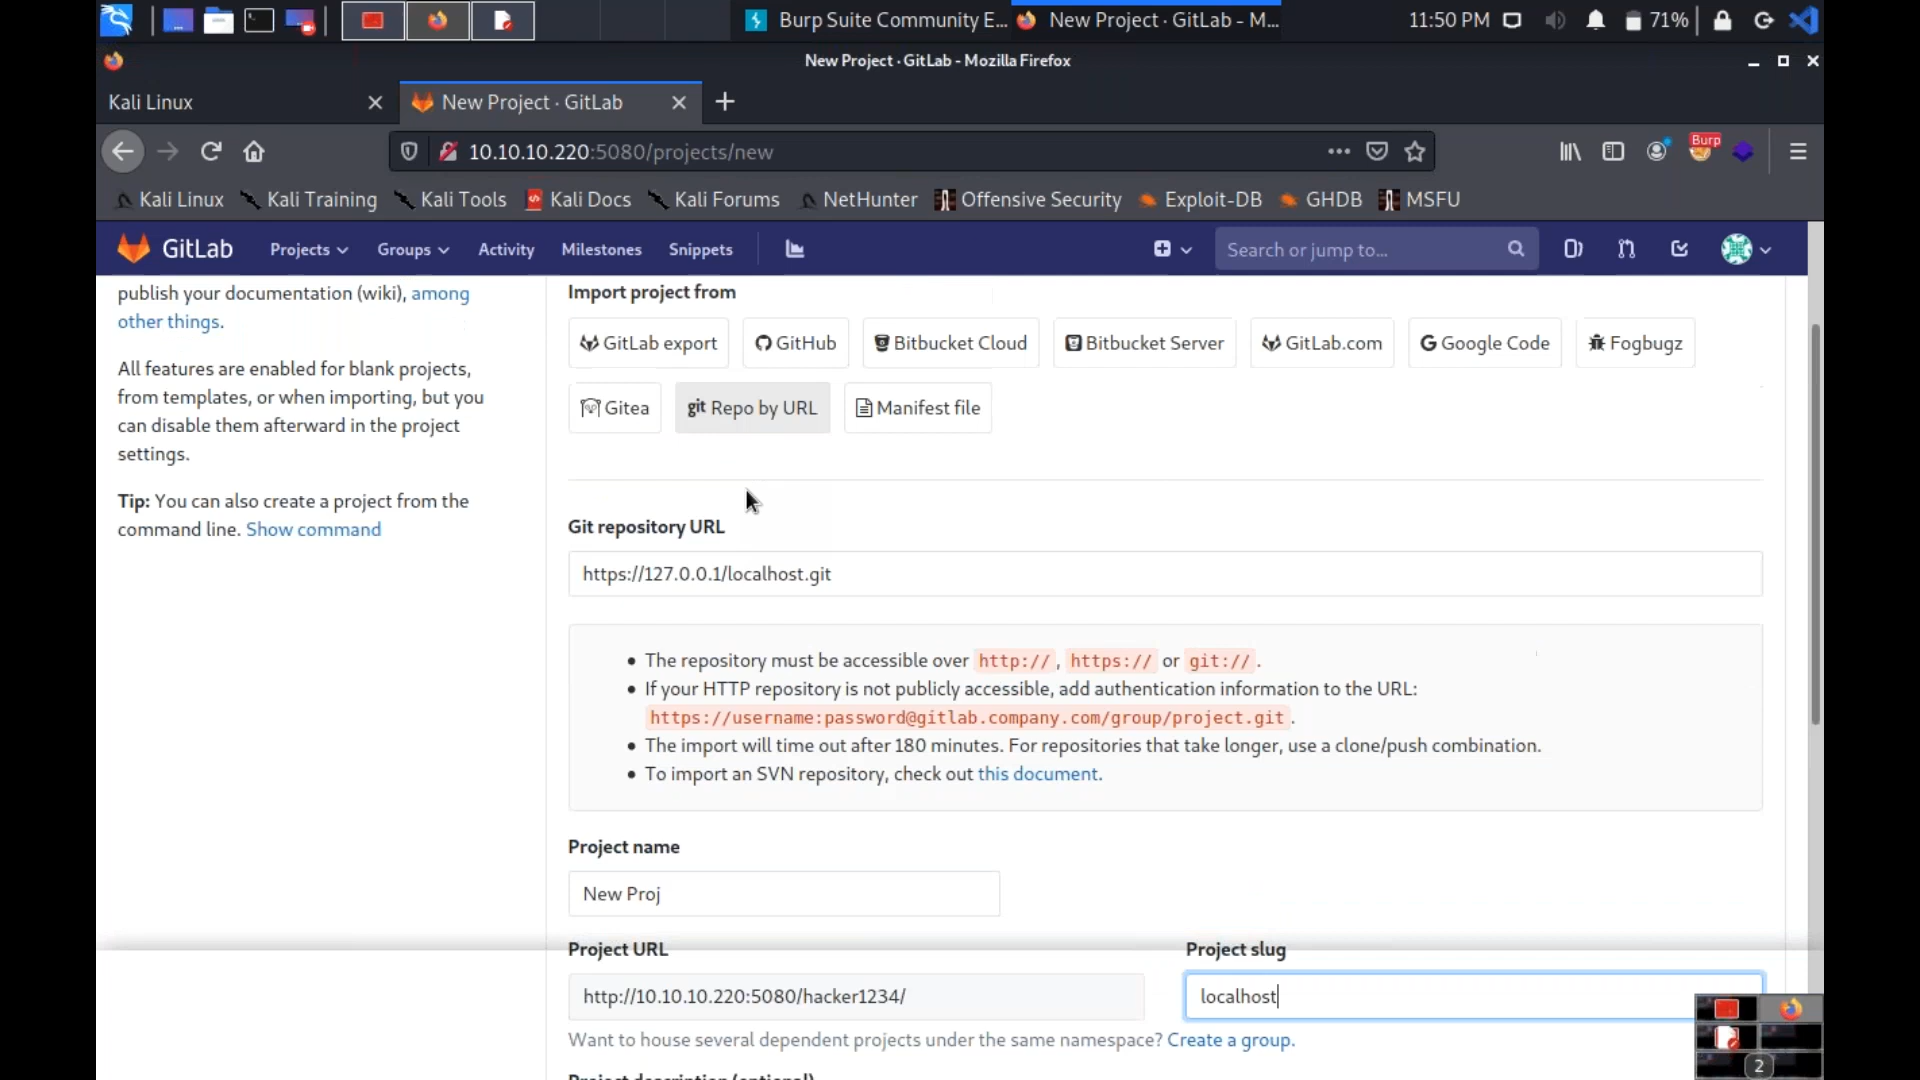 Burp Suite Community E...
New Project · GitLab - M...
11:50 PM
71%
New Project · GitLab - Mozilla Firefox
Kali Linux
New Project · GitLab
10.10.10.220:5080/projects/new
Burp
Kali Linux
Kali Training
Kali Tools
Kali Docs
Kali Forums
NetHunter
Offensive Security
Exploit-DB
GHDB
MSFU
GitLab
Projects
Groups
Activity
Milestones
Snippets
Search or jump to...
publish your documentation (wiki), among
other things.
All features are enabled for blank projects,
from templates, or when importing, but you
can disable them afterward in the project
settings.
Tip: You can also create a project from the
command line. Show command
Import project from
GitLab export
GitHub
Bitbucket Cloud
Bitbucket Server
GitLab.com
Google Code
Fogbugz
Gitea
git Repo by URL
Manifest file
Git repository URL
https://127.0.0.1/localhost.git
• The repository must be accessible over http://, https:// or git://.
• If your HTTP repository is not publicly accessible, add authentication information to the URL:
https://username:password@gitlab.company.com/group/project.git.
• The import will time out after 180 minutes. For repositories that take longer, use a clone/push combination.
• To import an SVN repository, check out this document.
Project name
New Proj
Project URL
Project slug
http://10.10.10.220:5080/hacker1234/
localhost
Want to house several dependent projects under the same namespace? Create a group.
Project description (optional)
2